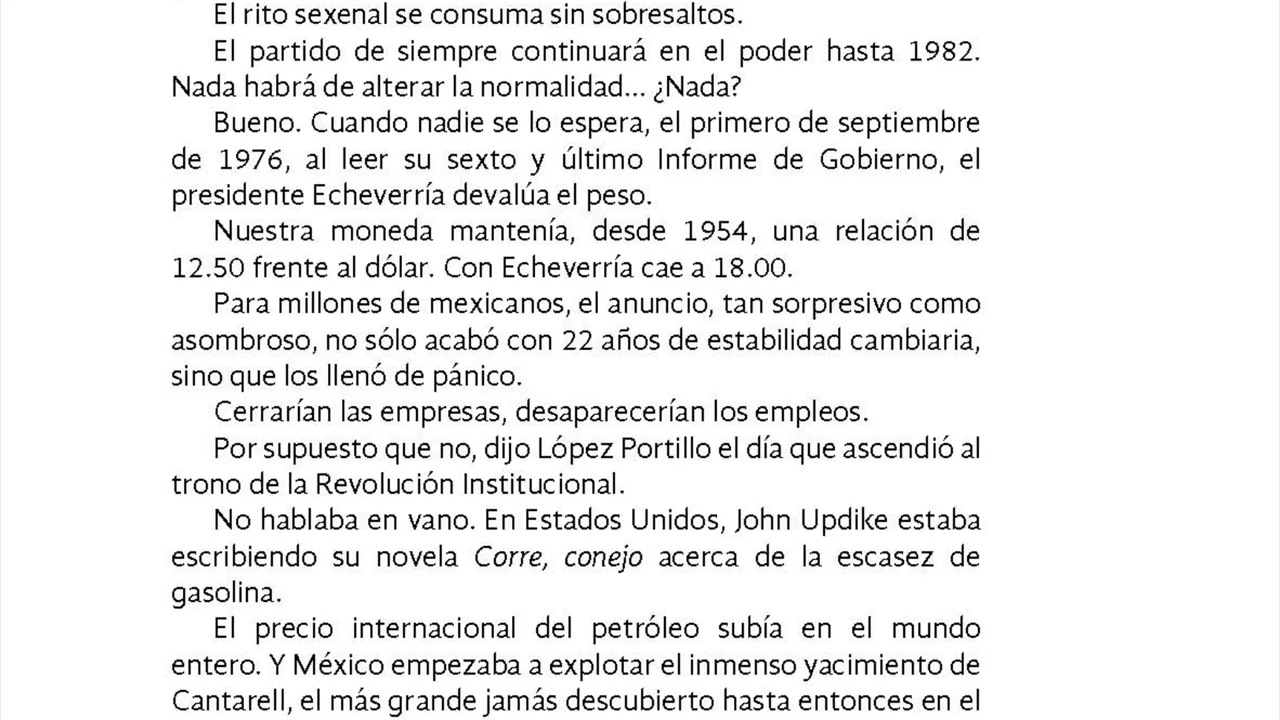 El rito sexenal se consuma sin sobresaltos.
El partido de siempre continuará en el poder hasta 1982.
Nada habrá de alterar la normalidad... ¿Nada?
Bueno. Cuando nadie se lo espera, el primero de septiembre
de 1976, al leer su sexto y último Informe de Gobierno, el
presidente Echeverría devalúa el peso.
Nuestra moneda mantenía, desde 1954, una relación de
12.50 frente al dólar. Con Echeverría cae a 18.00.
Para millones de mexicanos, el anuncio, tan sorpresivo como
asombroso, no sólo acabó con 22 años de estabilidad cambiaria,
sino que los llenó de pánico.
Cerrarían las empresas, desaparecerían los empleos.
Por supuesto que no, dijo López Portillo el día que ascendió al
trono de la Revolución Institucional.
No hablaba en vano. En Estados Unidos, John Updike estaba
escribiendo su novela Corre, conejo acerca de la escasez de
gasolina.
El precio internacional del petróleo subía en el mundo
entero. Y México empezaba a explotar el inmenso yacimiento de
Cantarell, el más grande jamás descubierto hasta entonces en el